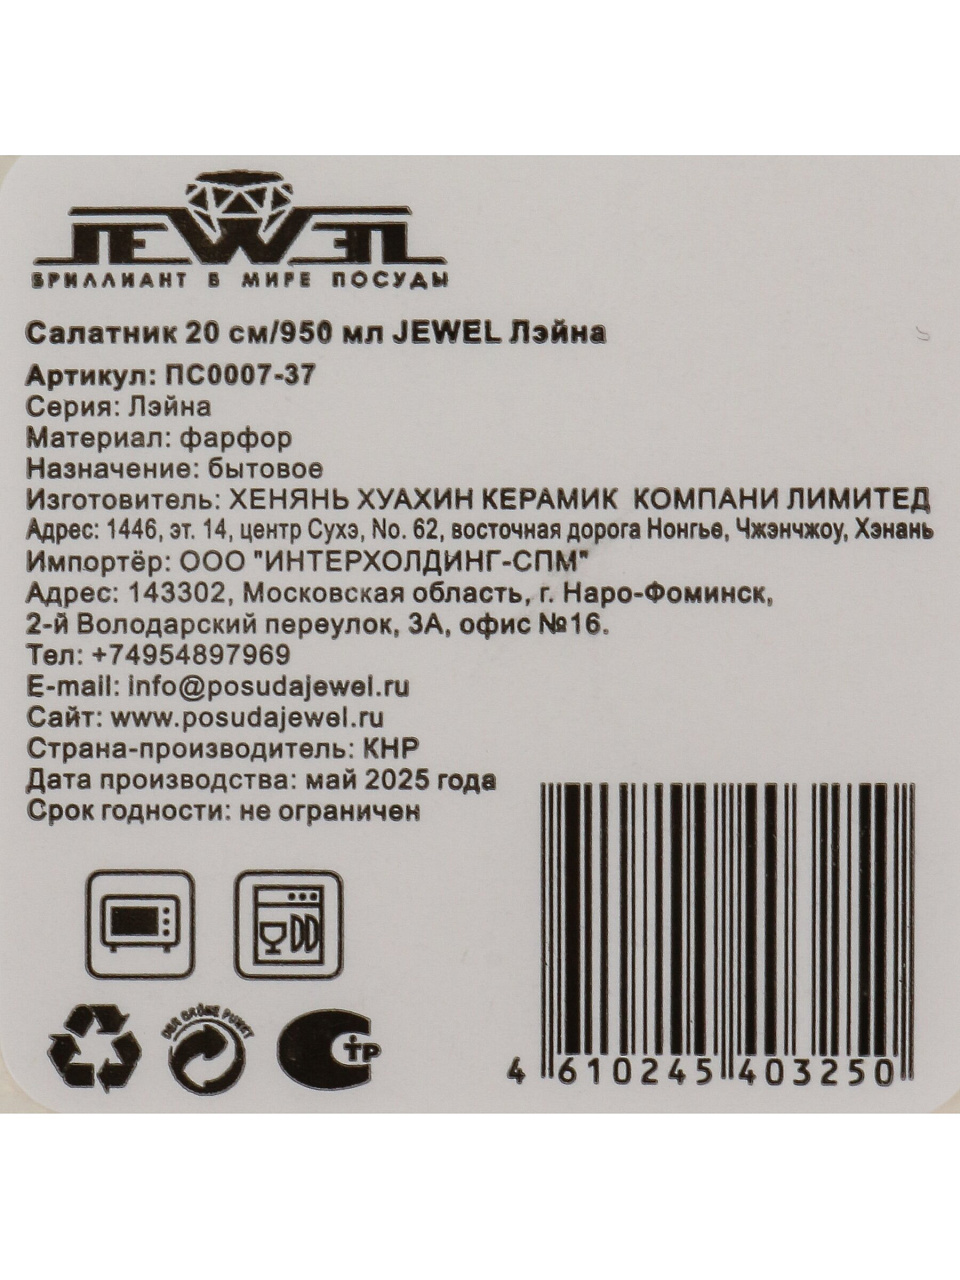 JEWEL
БРИЛЛИАНТ В МИРЕ ПОСУДЫ
Салатник 20 см/950 мл JEWEL Лэйна
Артикул: ПС0007-37
Серия: Лэйна
Материал: фарфор
Назначение: бытовое
Изготовитель: ХЕНЯНЬ ХУАХИН КЕРАМИК КОМПАНИ ЛИМИТЕД
Адрес: 1446, эт. 14, центр Сухэ, No. 62, восточная дорога Нонгье, Чжэнчжоу, Хэнань
Импортёр: ООО "ИНТЕРХОЛДИНГ-СПМ"
Адрес: 143302, Московская область, г. Наро-Фоминск,
2-й Володарский переулок, 3А, офис №16.
Тел: +74954897969
E-mail: info@posudajewel.ru
Сайт: www.posudajewel.ru
Страна-производитель: КНР
Дата производства: май 2025 года
Срок годности: не ограничен
DER GRÜNE PUNKT
СТР
4 610245 403250